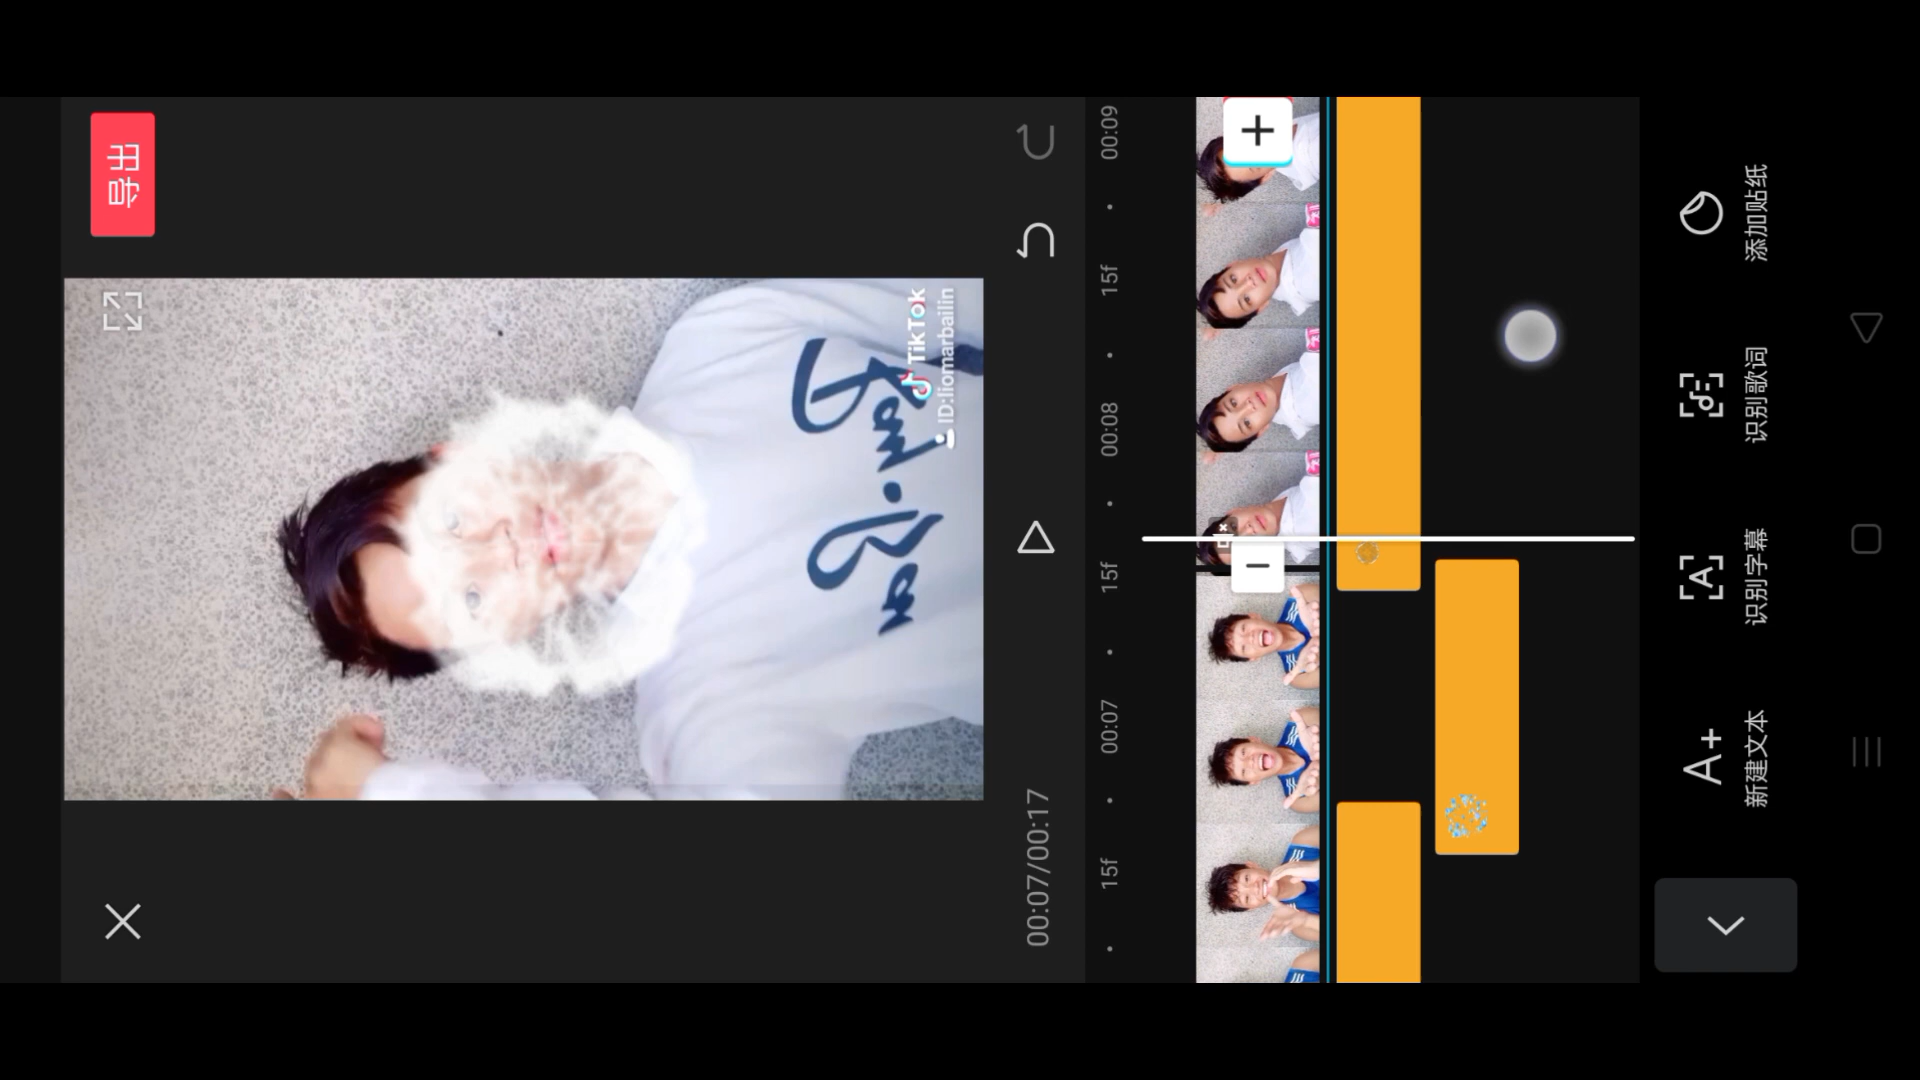 导出
TikTok
ID:liomarbailin
00:07/00:17
15f
00:07
15f
00:08
15f
00:09
A+
新建文本
识别字幕
识别歌词
添加贴纸